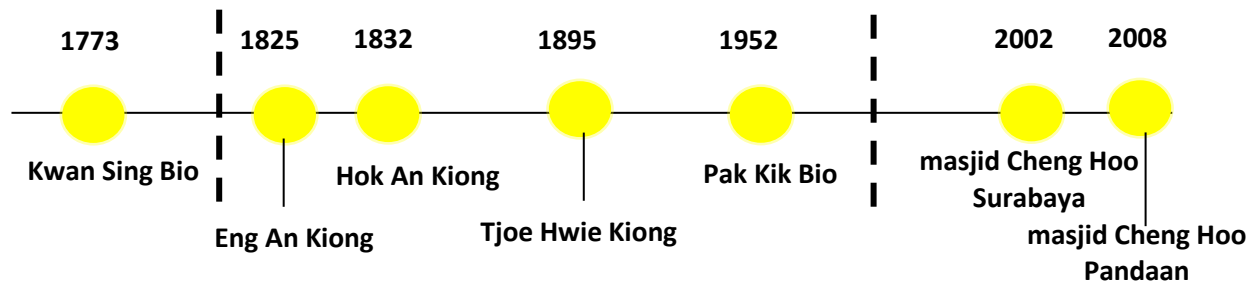 1773
1825
1832
1895
1952
2002
2008
Kwan Sing Bio
Eng An Kiong
Hok An Kiong
Tjoe Hwie Kiong
Pak Kik Bio
masjid Cheng Hoo
Surabaya
masjid Cheng Hoo
Pandaan